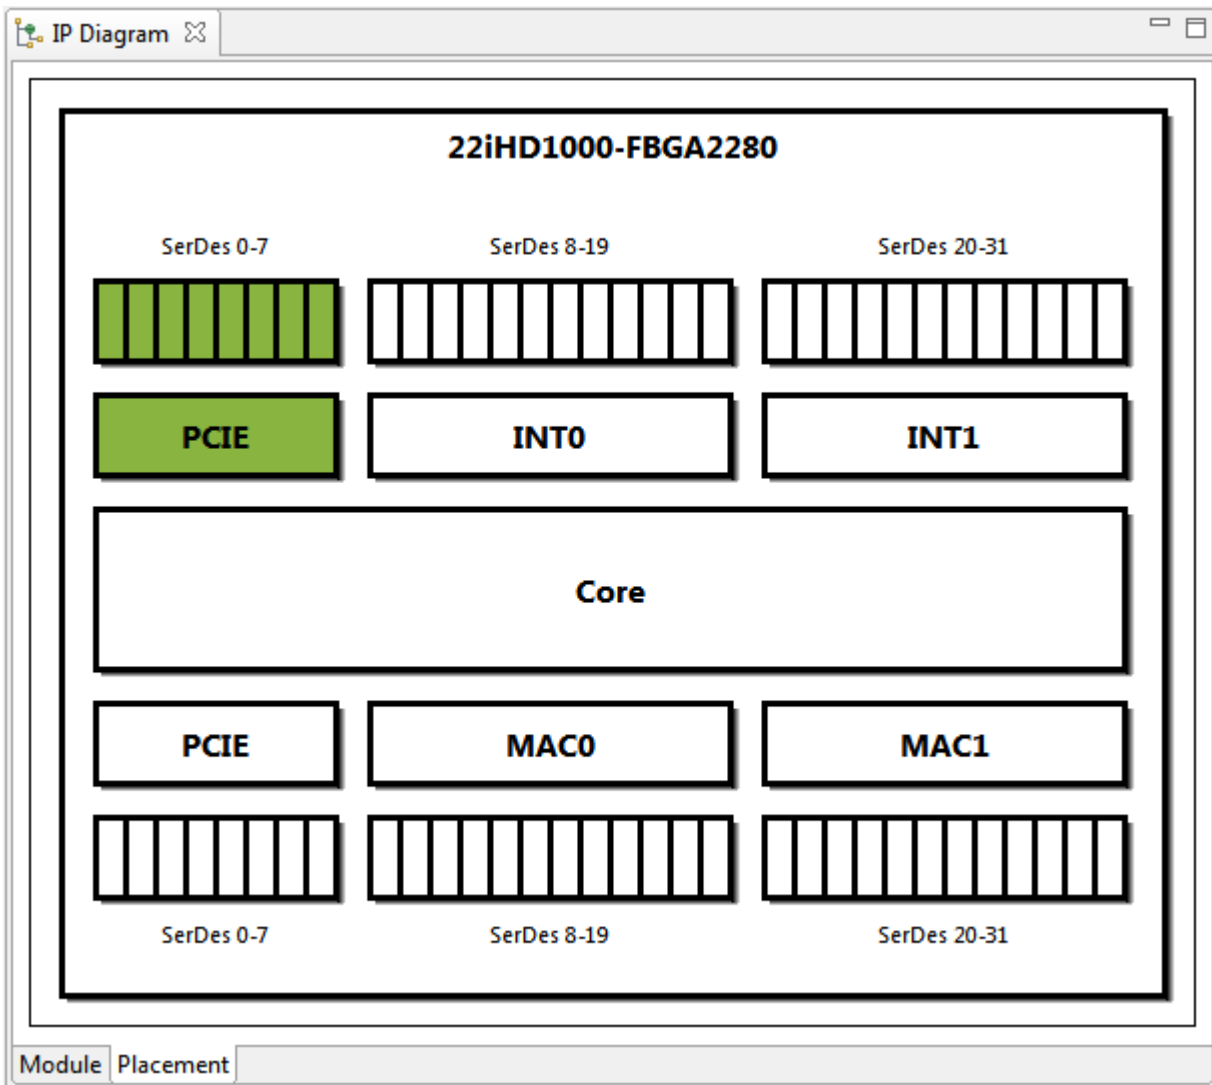 IP Diagram
22iHD1000-FBGA2280
SerDes 0-7 SerDes 8-19 SerDes 20-31
PCIE INT0 INT1
Core
PCIE MAC0 MAC1
SerDes 0-7 SerDes 8-19 SerDes 20-31
Module Placement